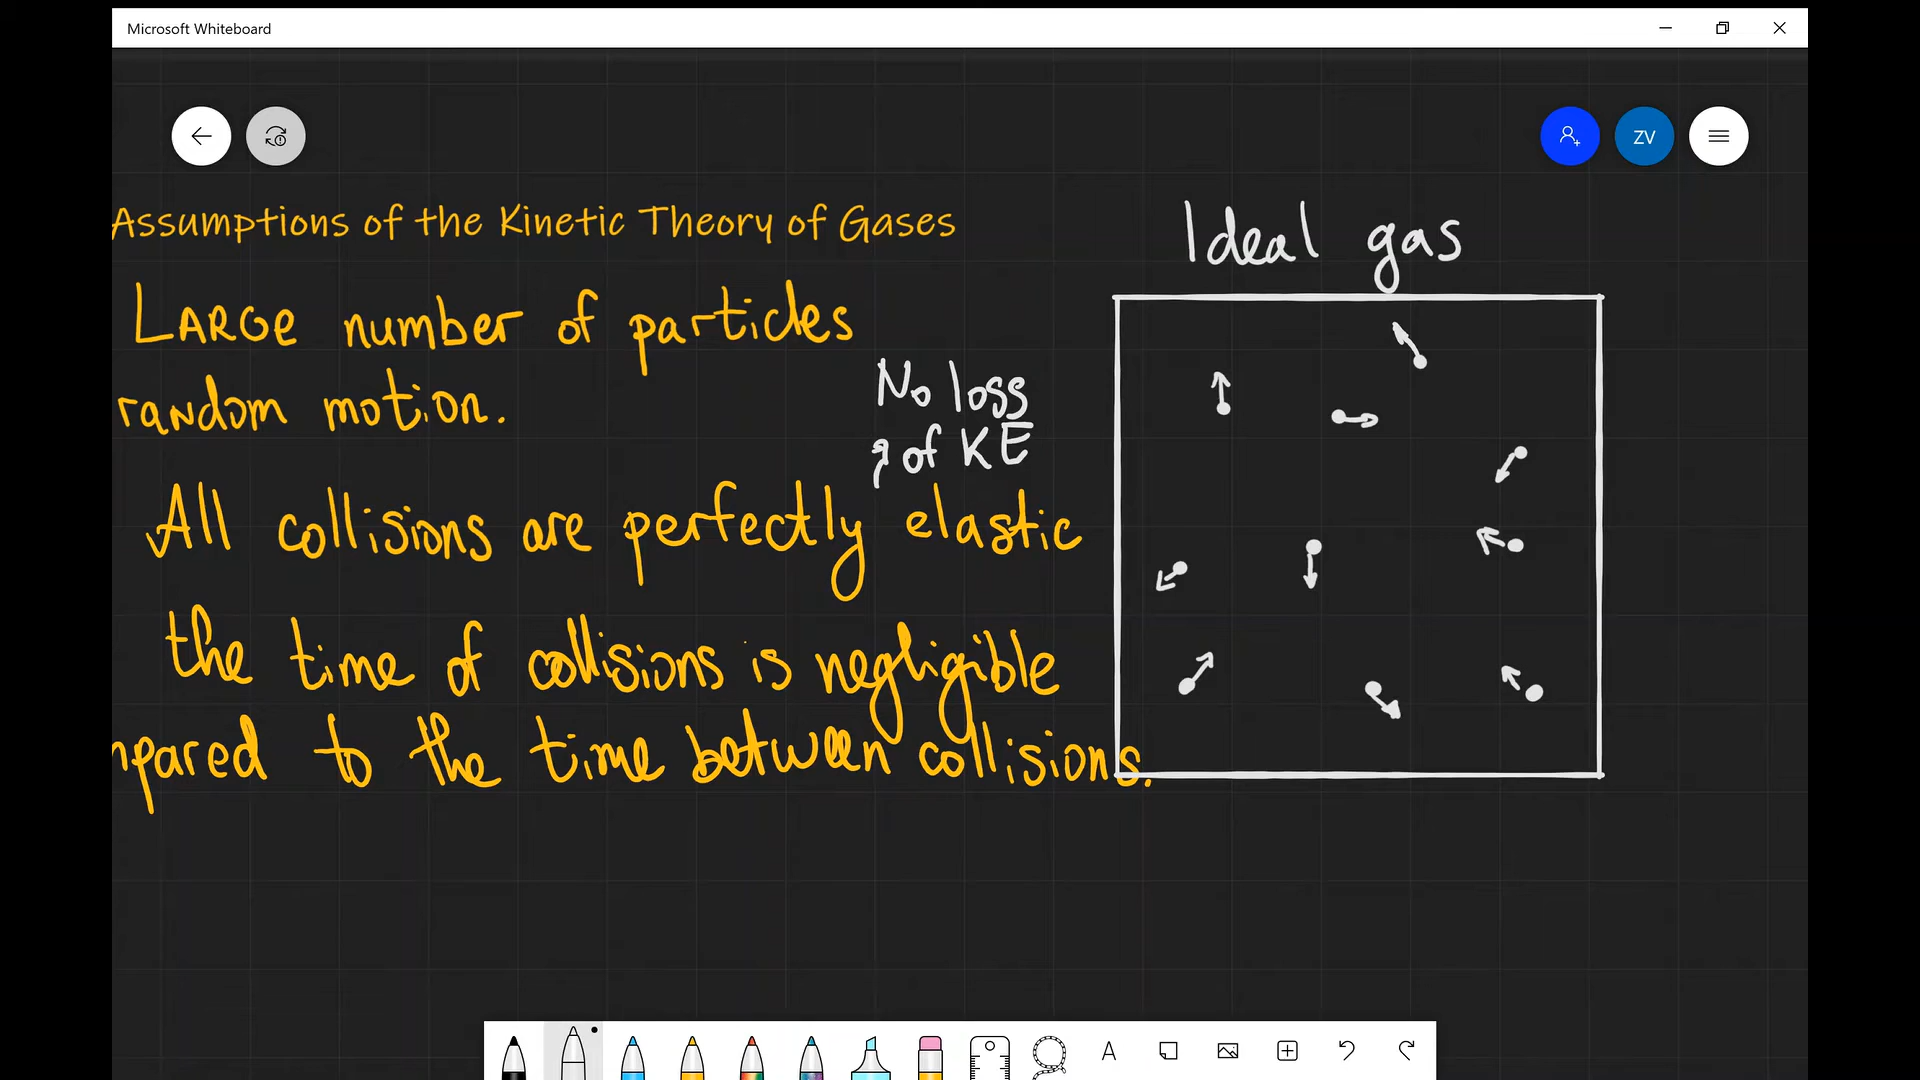 Microsoft Whiteboard
ZV
Assumptions of the Kinetic Theory of Gases
LARGE number of particles
random motion.
No loss
of KE
All collisions are perfectly elastic
the time of collisions is negligible
mpared to the time between collisions.
Ideal gas
A